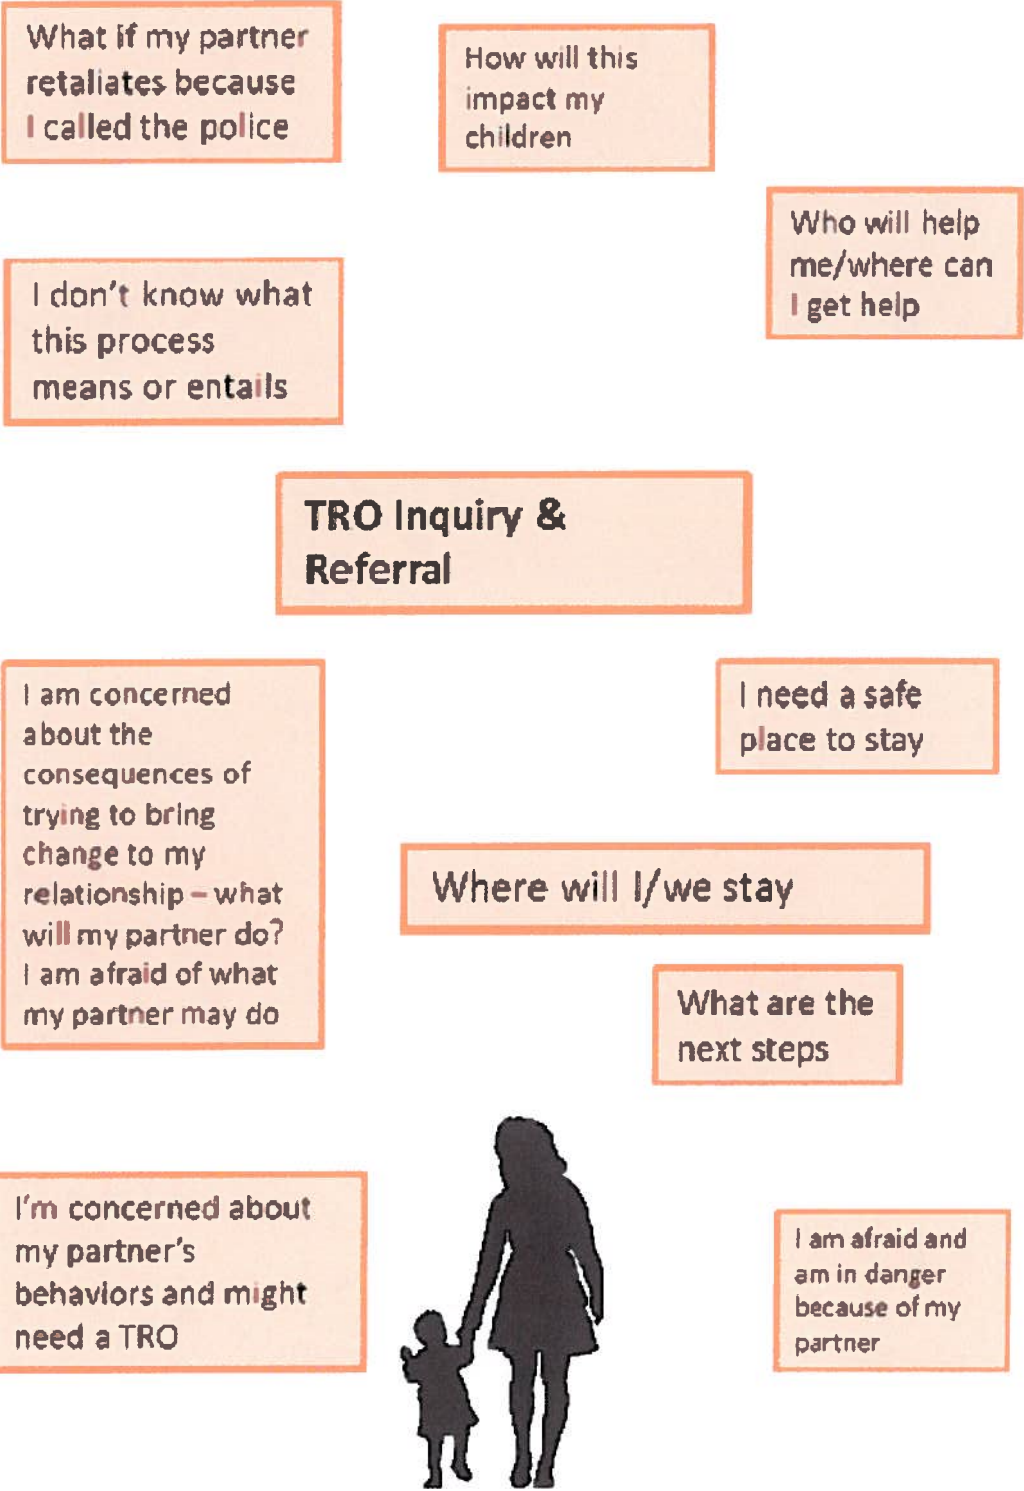 What if my partner
retaliates because
I called the police
How will this
impact my
children
Who will help
me/where can
I get help
I don't know what
this process
means or entails
TRO Inquiry &
Referral
I am concerned
about the
consequences of
trying to bring
change to my
relationship – what
will my partner do?
I am afraid of what
my partner may do
I need a safe
place to stay
Where will I/we stay
What are the
next steps
I'm concerned about
my partner's
behaviors and might
need a TRO
I am afraid and
am in danger
because of my
partner